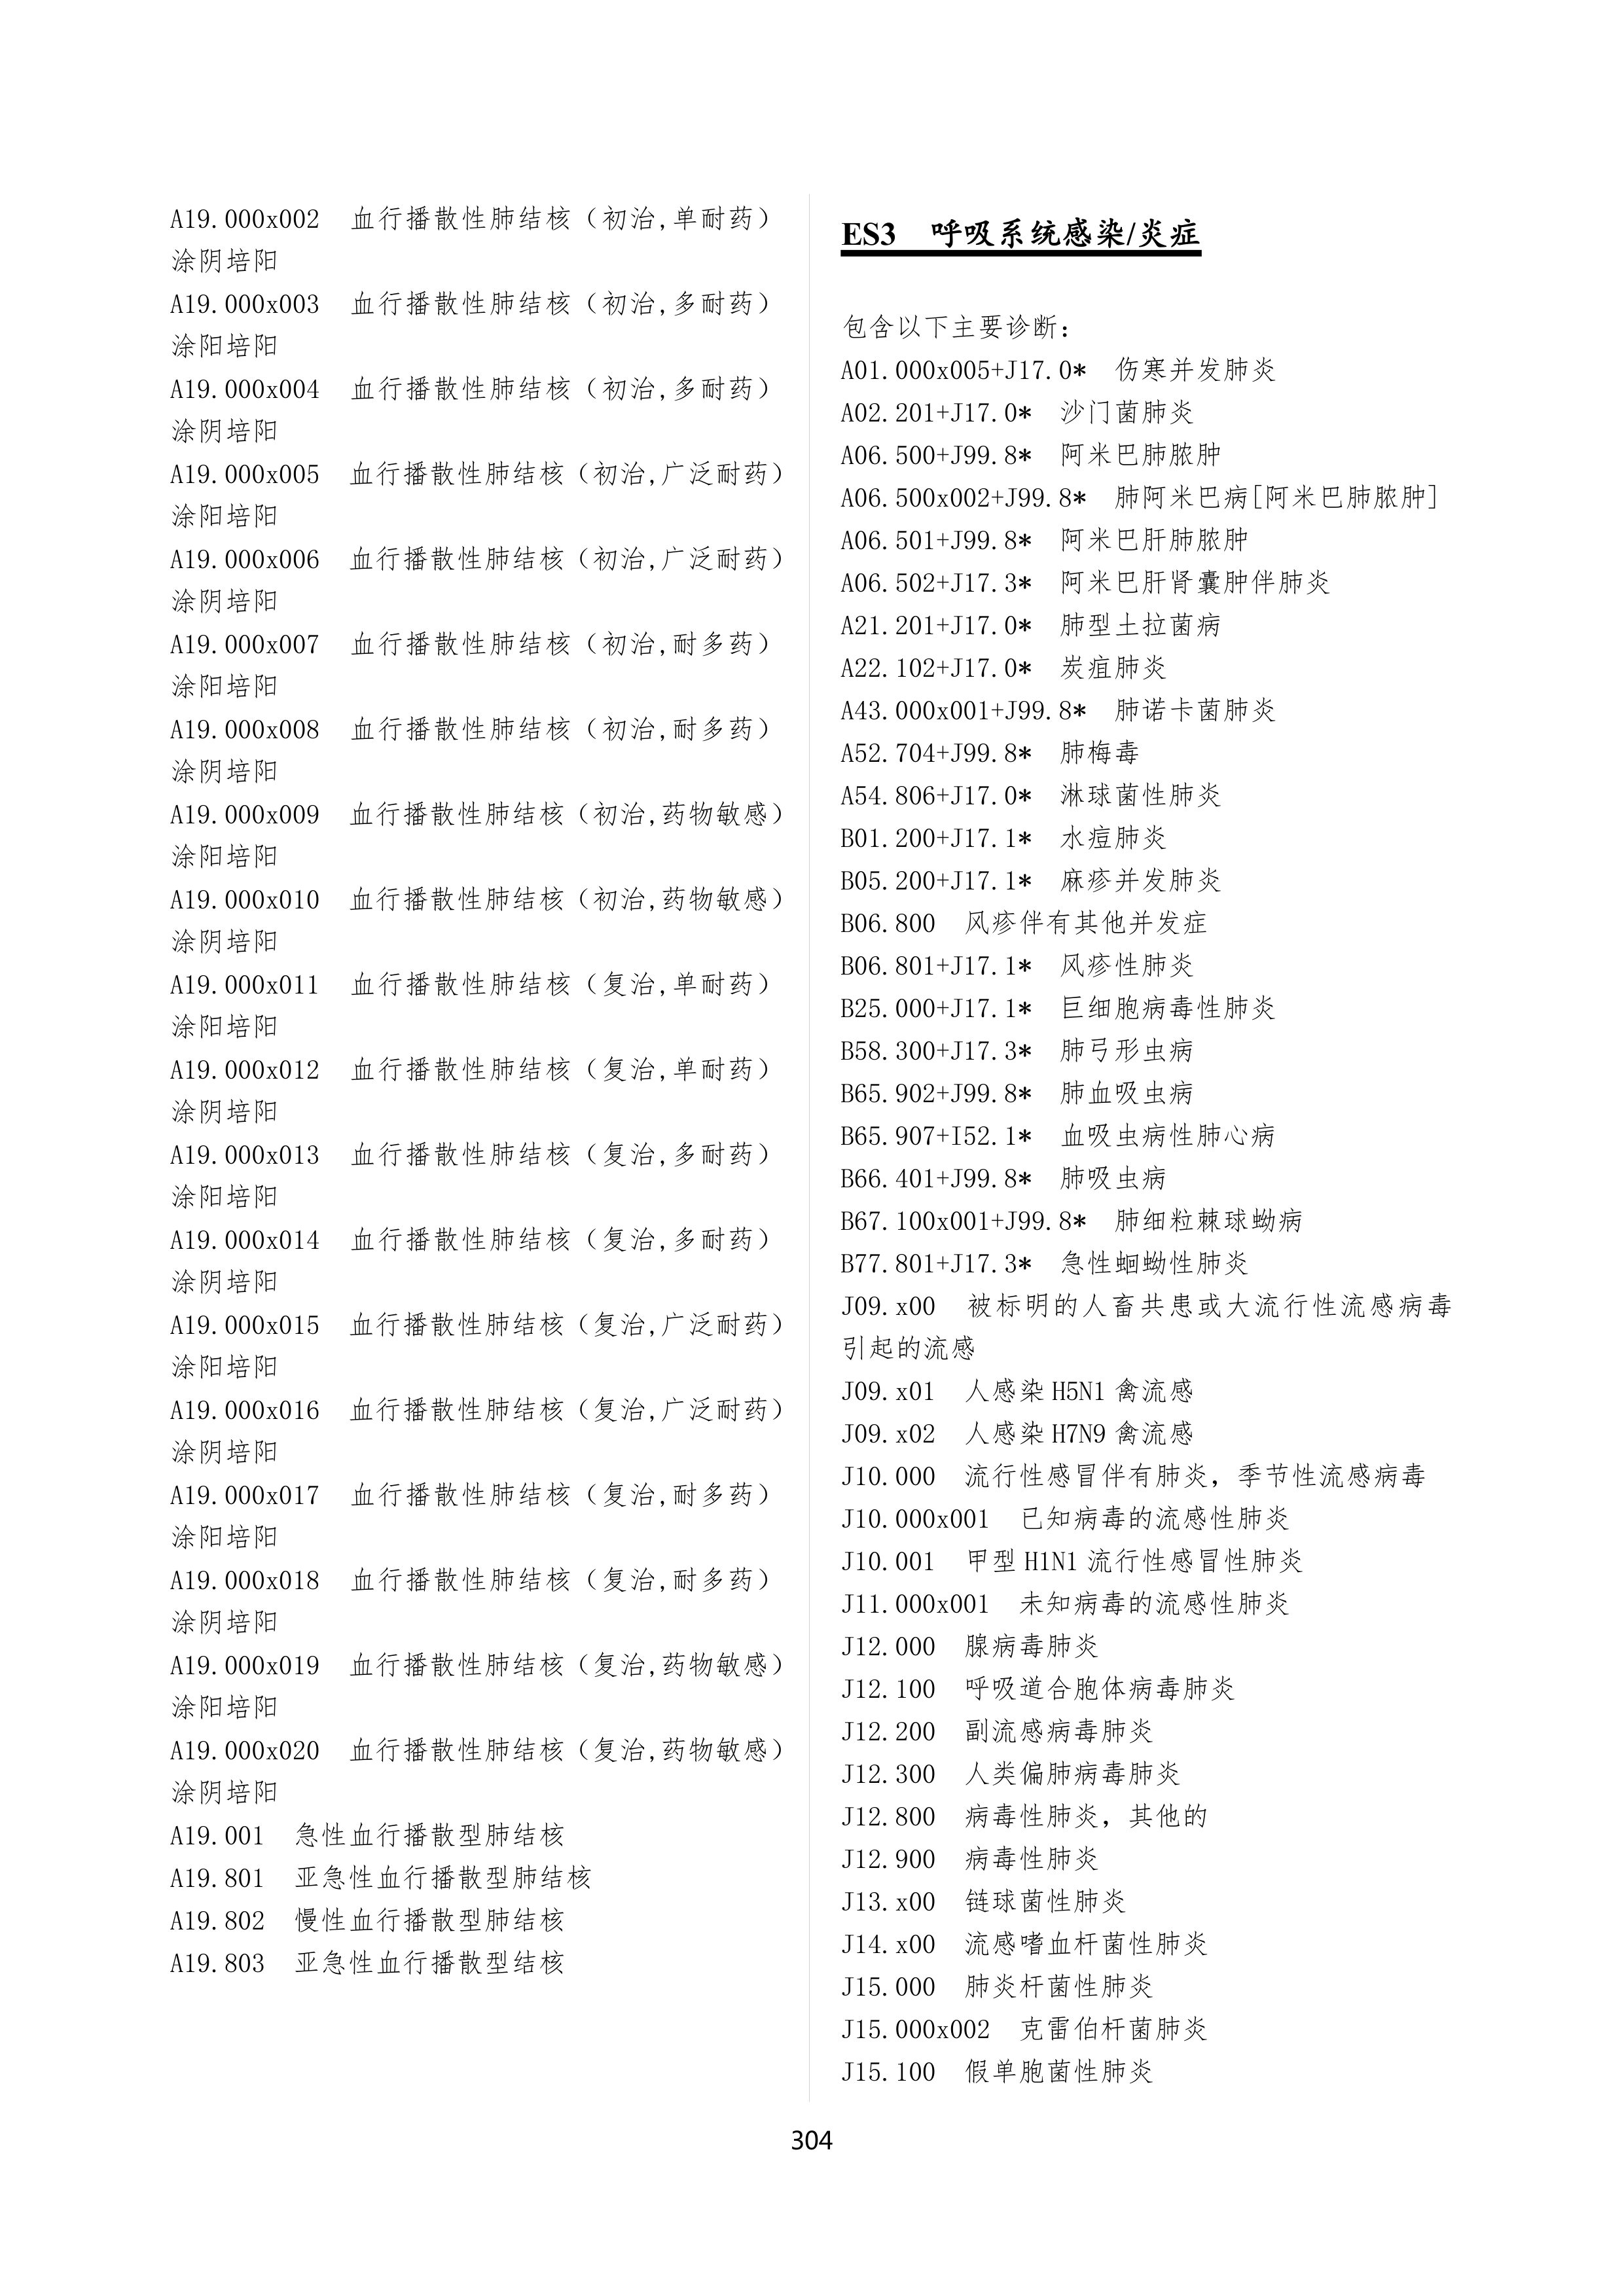 A19.000x002 血行播散性肺结核（初治,单耐药）
涂阴培阳
A19.000x003 血行播散性肺结核（初治,多耐药）
涂阳培阳
A19.000x004 血行播散性肺结核（初治,多耐药）
涂阴培阳
A19.000x005 血行播散性肺结核（初治,广泛耐药）
涂阳培阳
A19.000x006 血行播散性肺结核（初治,广泛耐药）
涂阴培阳
A19.000x007 血行播散性肺结核（初治,耐多药）
涂阳培阳
A19.000x008 血行播散性肺结核（初治,耐多药）
涂阴培阳
A19.000x009 血行播散性肺结核（初治,药物敏感）
涂阳培阳
A19.000x010 血行播散性肺结核（初治,药物敏感）
涂阴培阳
A19.000x011 血行播散性肺结核（复治,单耐药）
涂阳培阳
A19.000x012 血行播散性肺结核（复治,单耐药）
涂阴培阳
A19.000x013 血行播散性肺结核（复治,多耐药）
涂阳培阳
A19.000x014 血行播散性肺结核（复治,多耐药）
涂阴培阳
A19.000x015 血行播散性肺结核（复治,广泛耐药）
涂阳培阳
A19.000x016 血行播散性肺结核（复治,广泛耐药）
涂阴培阳
A19.000x017 血行播散性肺结核（复治,耐多药）
涂阳培阳
A19.000x018 血行播散性肺结核（复治,耐多药）
涂阴培阳
A19.000x019 血行播散性肺结核（复治,药物敏感）
涂阳培阳
A19.000x020 血行播散性肺结核（复治,药物敏感）
涂阴培阳
A19.001 急性血行播散型肺结核
A19.801 亚急性血行播散型肺结核
A19.802 慢性血行播散型肺结核
A19.803 亚急性血行播散型结核
ES3 呼吸系统感染/炎症
包含以下主要诊断：
A01.000x005+J17.0* 伤寒并发肺炎
A02.201+J17.0* 沙门菌肺炎
A06.500+J99.8* 阿米巴肺脓肿
A06.500x002+J99.8* 肺阿米巴病[阿米巴肺脓肿]
A06.501+J99.8* 阿米巴肝肺脓肿
A06.502+J17.3* 阿米巴肝肾囊肿伴肺炎
A21.201+J17.0* 肺型土拉菌病
A22.102+J17.0* 炭疽肺炎
A43.000x001+J99.8* 肺诺卡菌肺炎
A52.704+J99.8* 肺梅毒
A54.806+J17.0* 淋球菌性肺炎
B01.200+J17.1* 水痘肺炎
B05.200+J17.1* 麻疹并发肺炎
B06.800 风疹伴有其他并发症
B06.801+J17.1* 风疹性肺炎
B25.000+J17.1* 巨细胞病毒性肺炎
B58.300+J17.3* 肺弓形虫病
B65.902+J99.8* 肺血吸虫病
B65.907+I52.1* 血吸虫病性肺心病
B66.401+J99.8* 肺吸虫病
B67.100x001+J99.8* 肺细粒棘球蚴病
B77.801+J17.3* 急性蛔蚴性肺炎
J09.x00 被标明的人畜共患或大流行性流感病毒
引起的流感
J09.x01 人感染 H5N1 禽流感
J09.x02 人感染 H7N9 禽流感
J10.000 流行性感冒伴有肺炎，季节性流感病毒
J10.000x001 已知病毒的流感性肺炎
J10.001 甲型 H1N1 流行性感冒性肺炎
J11.000x001 未知病毒的流感性肺炎
J12.000 腺病毒肺炎
J12.100 呼吸道合胞体病毒肺炎
J12.200 副流感病毒肺炎
J12.300 人类偏肺病毒肺炎
J12.800 病毒性肺炎，其他的
J12.900 病毒性肺炎
J13.x00 链球菌性肺炎
J14.x00 流感嗜血杆菌性肺炎
J15.000 肺炎杆菌性肺炎
J15.000x002 克雷伯杆菌肺炎
J15.100 假单胞菌性肺炎
304